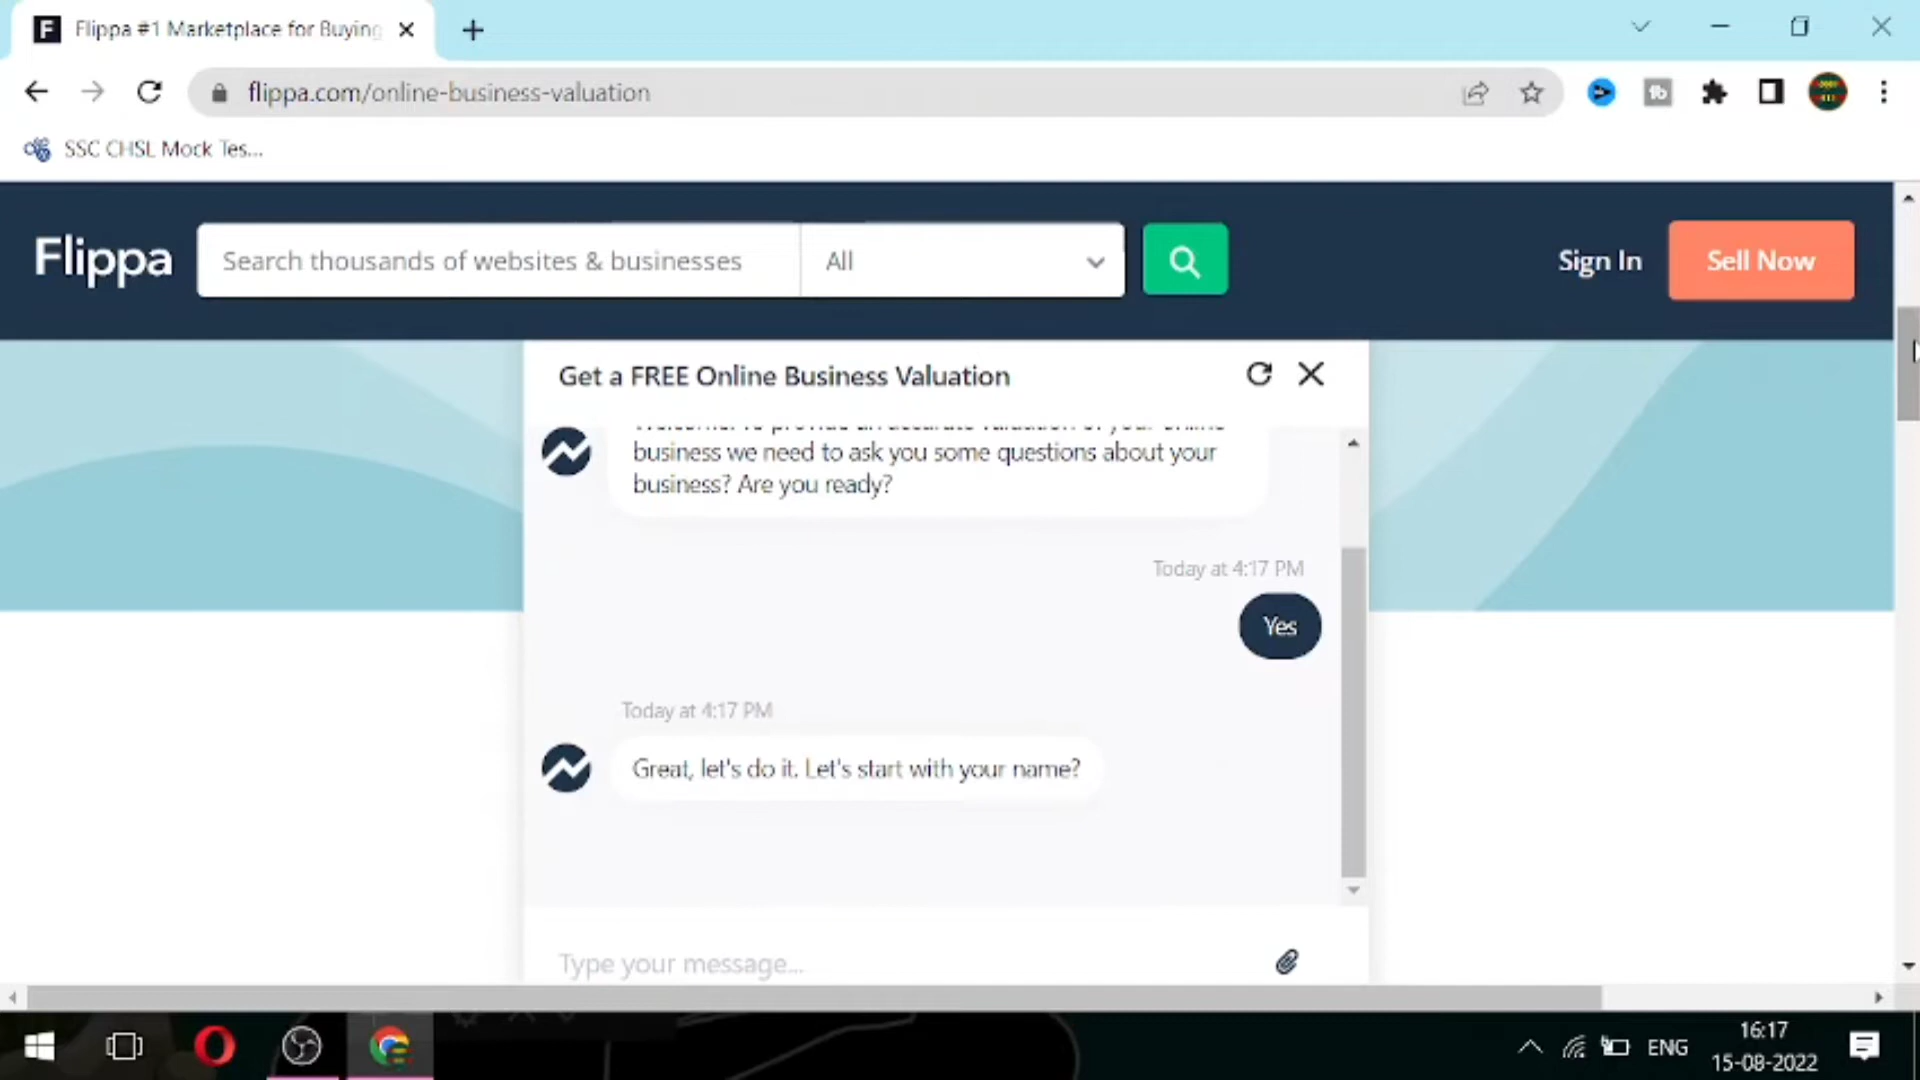 F Flippa #1 Marketplace for Buying
flippa.com/online-business-valuation
SSC CHSL Mock Tes...
Flippa
Search thousands of websites & businesses
All
Sign In
Sell Now
Get a FREE Online Business Valuation
business we need to ask you some questions about your
business? Are you ready?
Today at 4:17 PM
Yes
Today at 4:17 PM
Great, let's do it. Let's start with your name?
Type your message...
ENG
16:17
15-08-2022